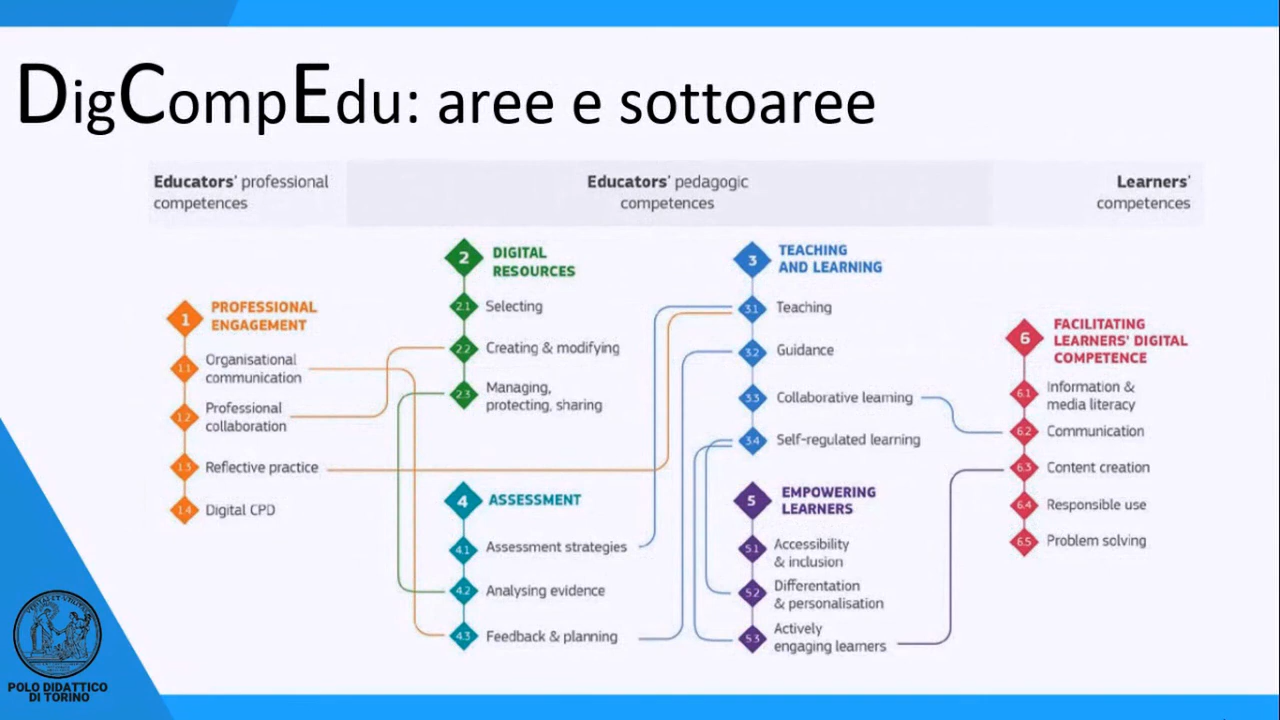 DigCompEdu: aree e sottoaree
Educators' professional
competences
Educators' pedagogic
competences
Learners'
competences
1
PROFESSIONAL
ENGAGEMENT
1.1
Organisational
communication
1.2
Professional
collaboration
1.3
Reflective practice
1.4
Digital CPD
2
DIGITAL
RESOURCES
2.1
Selecting
2.2
Creating & modifying
2.3
Managing,
protecting, sharing
3
TEACHING
AND LEARNING
3.1
Teaching
3.2
Guidance
3.3
Collaborative learning
3.4
Self-regulated learning
4
ASSESSMENT
4.1
Assessment strategies
4.2
Analysing evidence
4.3
Feedback & planning
5
EMPOWERING
LEARNERS
5.1
Accessibility
& inclusion
5.2
Differentation
& personalisation
5.3
Actively
engaging learners
6
FACILITATING
LEARNERS' DIGITAL
COMPETENCE
6.1
Information &
media literacy
6.2
Communication
6.3
Content creation
6.4
Responsible use
6.5
Problem solving
POLO DIDATTICO
DI TORINO